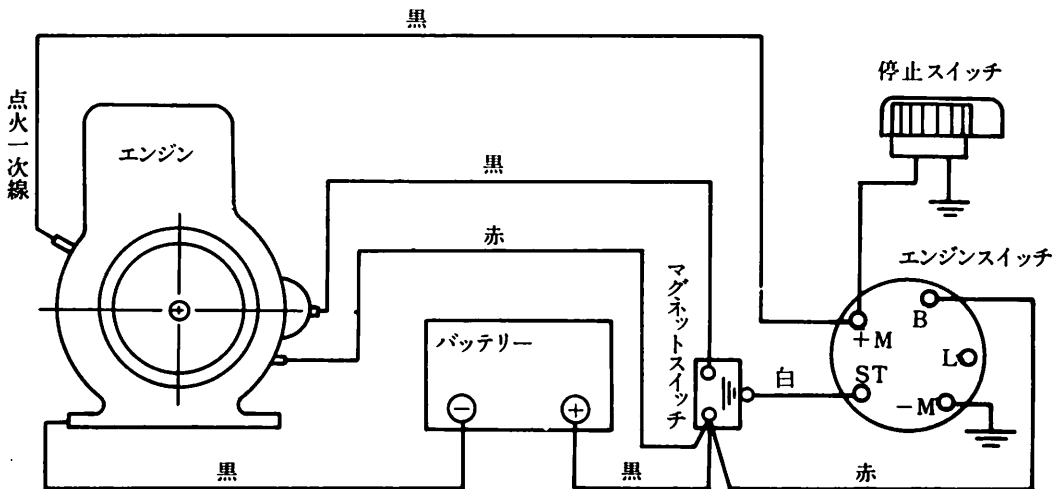 黒
停止スイッチ
点火一次線
エンジン
黒
赤
エンジンスイッチ
マグネットスイッチ
B
+M
バッテリー
L
白
ST
−M
− +
黒
黒
赤